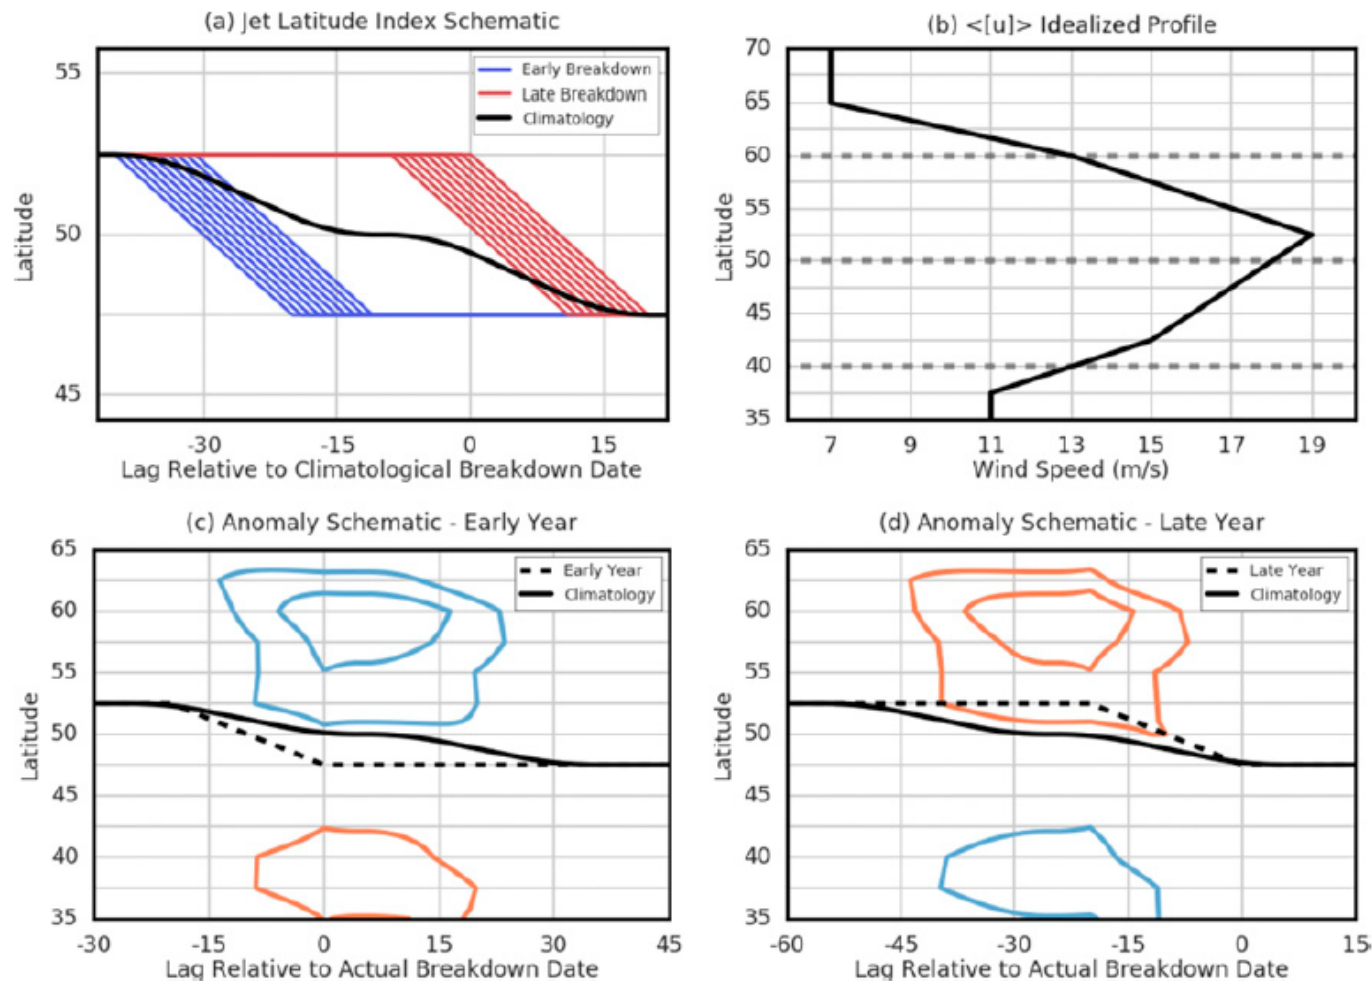 (a) Jet Latitude Index Schematic
55
50
45
Latitude
Early Breakdown
Late Breakdown
Climatology
-30 -15 0 15
Lag Relative to Climatological Breakdown Date
(b) <[u]> Idealized Profile
70
65
60
55
50
45
40
35
Latitude
7 9 11 13 15 17 19
Wind Speed (m/s)
(c) Anomaly Schematic - Early Year
65
60
55
50
45
40
35
Latitude
Early Year
Climatology
-30 -15 0 15 30 45
Lag Relative to Actual Breakdown Date
(d) Anomaly Schematic - Late Year
65
60
55
50
45
40
35
Latitude
Late Year
Climatology
-60 -45 -30 -15 0 15
Lag Relative to Actual Breakdown Date